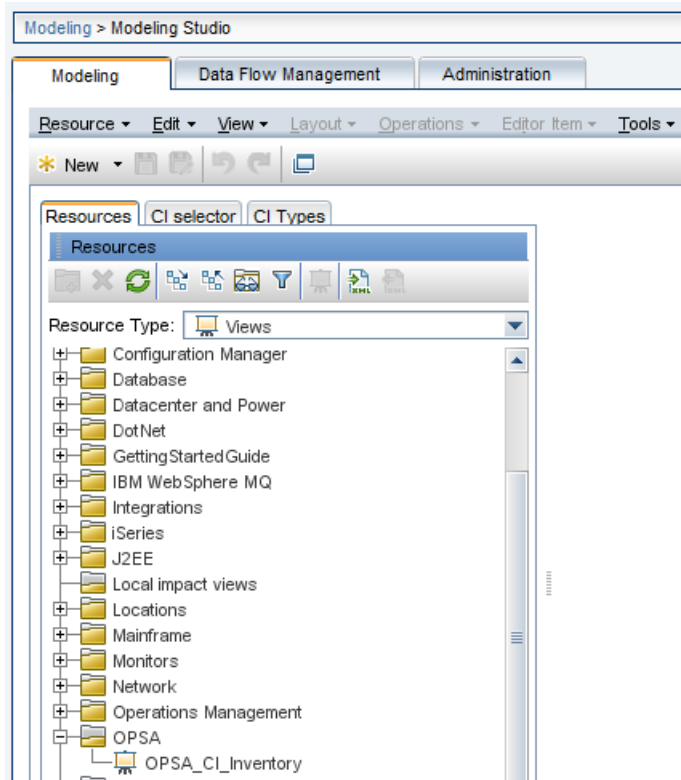 Modeling > Modeling Studio
Modeling Data Flow Management Administration
Resource Edit View Layout Operations Editor Item Tools
New
Resources CI selector CI Types
Resources
XML XML
Resource Type: Views
Configuration Manager
Database
Datacenter and Power
DotNet
GettingStartedGuide
IBM WebSphere MQ
Integrations
iSeries
J2EE
Local impact views
Locations
Mainframe
Monitors
Network
Operations Management
OPSA
OPSA_CI_Inventory